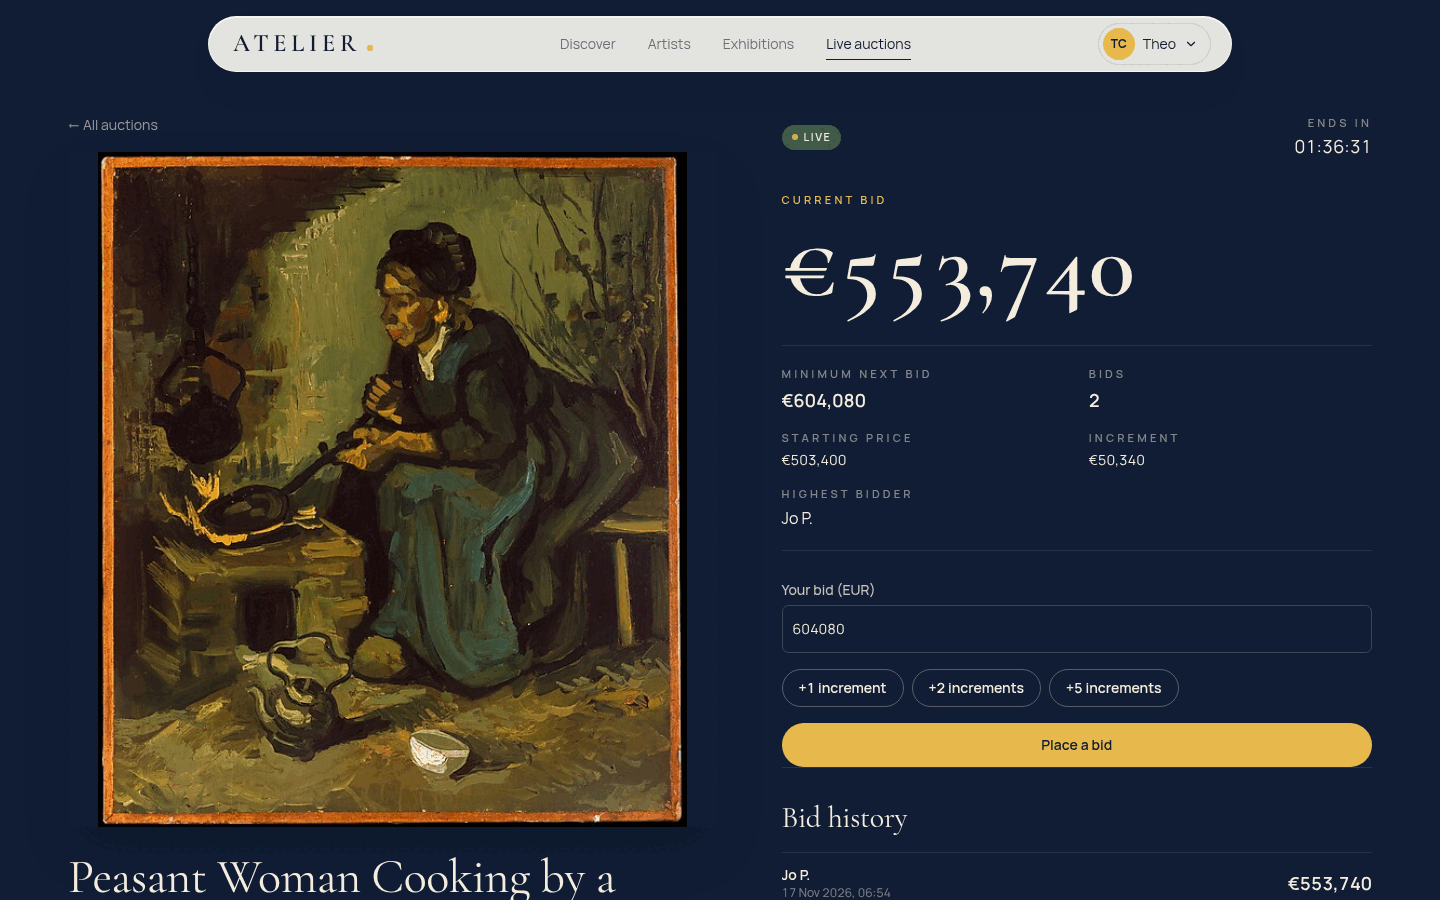 ATELIER
Discover
Artists
Exhibitions
Live auctions
TC
Theo
← All auctions
LIVE
ENDS IN
01:36:31
CURRENT BID
€553,740
MINIMUM NEXT BID
€604,080
BIDS
2
STARTING PRICE
€503,400
INCREMENT
€50,340
HIGHEST BIDDER
Jo P.
Your bid (EUR)
604080
+1 increment
+2 increments
+5 increments
Place a bid
Bid history
Jo P.
17 Nov 2026, 06:54
€553,740
Peasant Woman Cooking by a